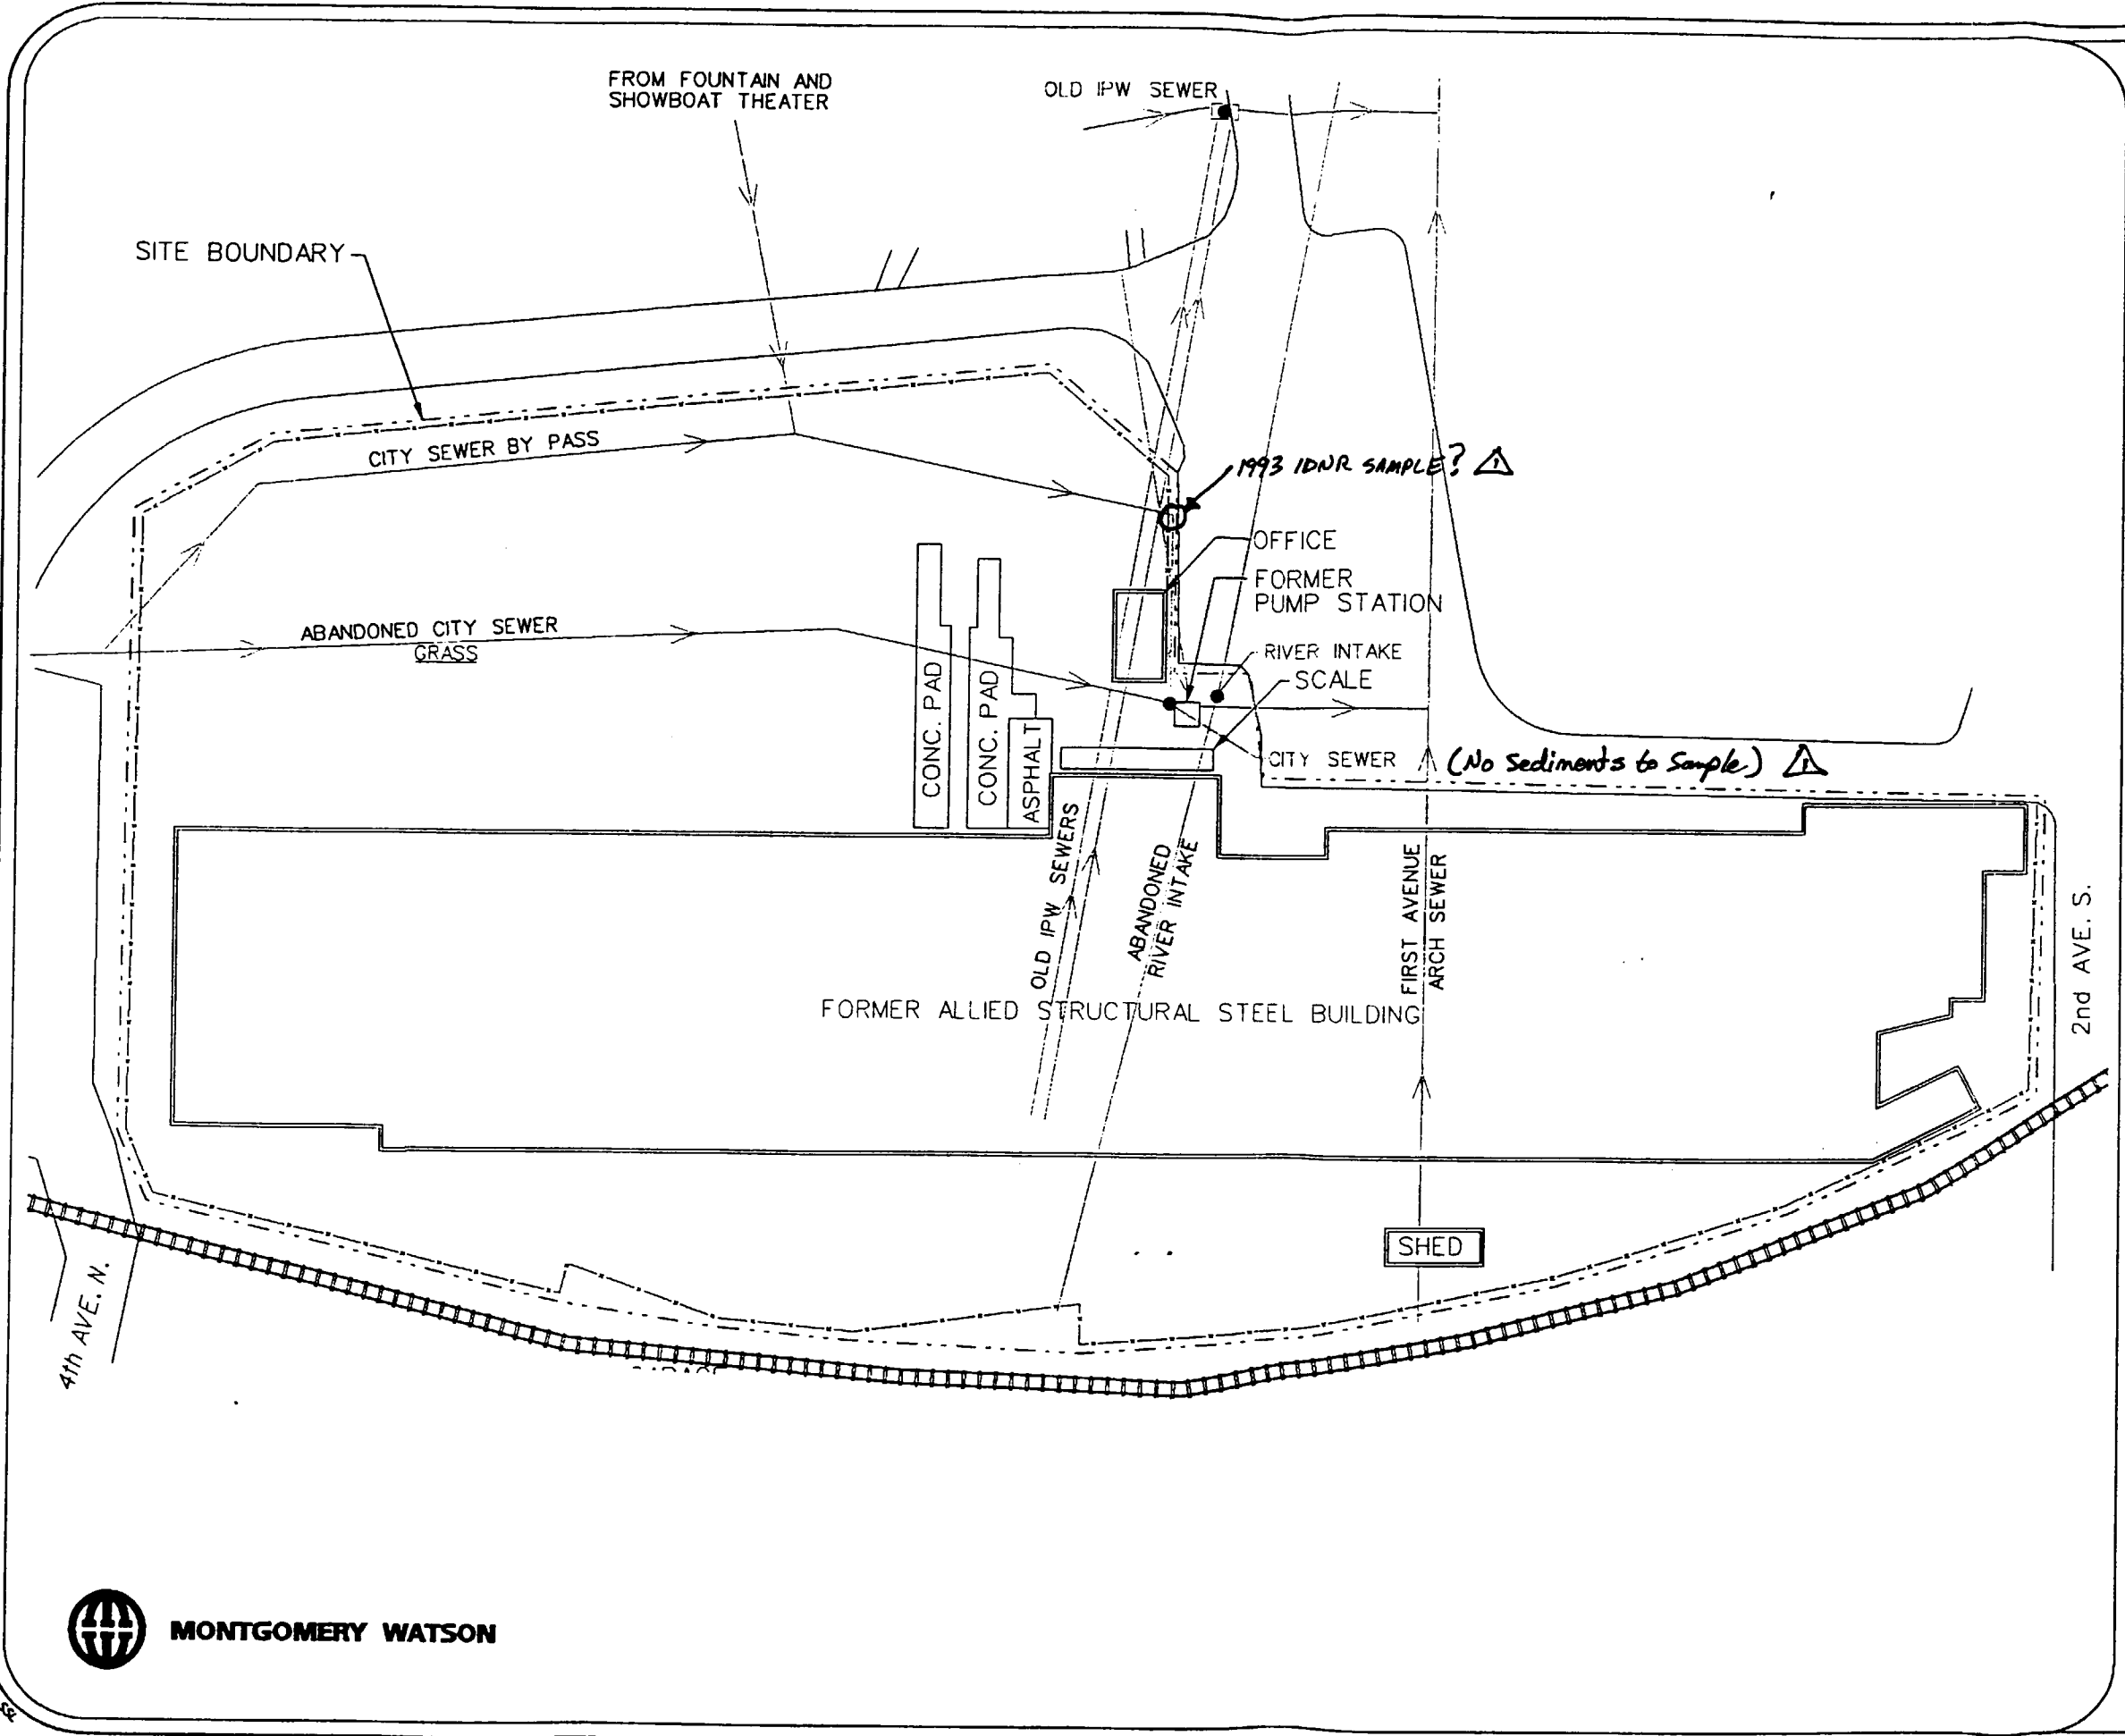 FROM FOUNTAIN AND
SHOWBOAT THEATER
OLD IPW SEWER
SITE BOUNDARY
CITY SEWER BY PASS
1993 IDNR SAMPLE? 1
OFFICE
FORMER
PUMP STATION
ABANDONED CITY SEWER
GRASS
RIVER INTAKE
SCALE
CONC. PAD
CONC. PAD
ASPHALT
CITY SEWER
(No Sediments to Sample) 1
OLD IPW SEWERS
ABANDONED
RIVER INTAKE
FIRST AVENUE
ARCH SEWER
2nd AVE. S.
FORMER ALLIED STRUCTURAL STEEL BUILDING
SHED
4th AVE. N.
MONTGOMERY WATSON